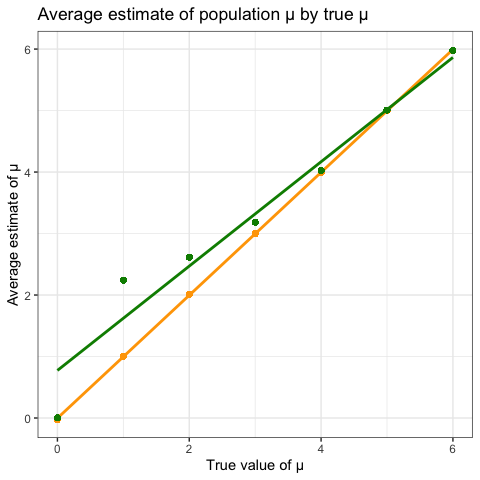 Average estimate of population μ by true μ
Average estimate of μ
6
4
2
0
0 2 4 6
True value of μ